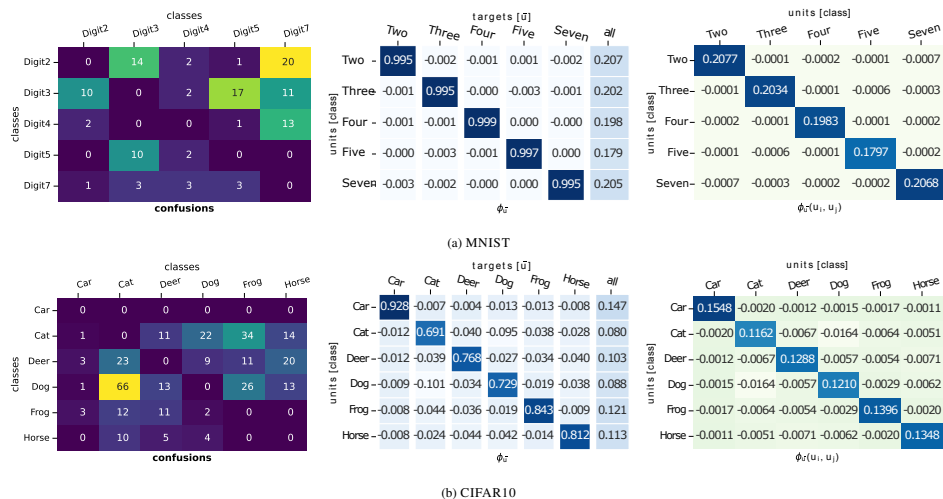 classes
Digit2 Digit3 Digit4 Digit5 Digit7
Digit2 0 14 2 1 20
Digit3 10 0 2 17 11
Digit4 2 0 0 1 13
Digit5 0 10 2 0 0
Digit7 1 3 3 3 0
classes
confusions
targets [ū]
Two Three Four Five Seven all
Two 0.995 -0.002 -0.001 0.001 -0.002 0.207
Three -0.001 0.995 -0.000 -0.003 -0.001 0.202
Four -0.001 -0.001 0.999 -0.001 -0.000 0.198
Five -0.000 -0.003 -0.001 0.997 0.000 0.179
Seven -0.003 -0.002 -0.000 0.000 0.995 0.205
units [class]
ϕū
units [class]
Two Three Four Five Seven
Two 0.2077 -0.0001 -0.0002 -0.0001 -0.0007
Three -0.0001 0.2034 -0.0001 -0.0006 -0.0003
Four -0.0002 -0.0001 0.1983 -0.0001 -0.0002
Five -0.0001 -0.0006 -0.0001 0.1797 -0.0002
Seven -0.0007 -0.0003 -0.0002 -0.0002 0.2068
units [class]
ϕū(ui, uj)
(a) MNIST
classes
Car Cat Deer Dog Frog Horse
Car 0 0 0 0 0 0
Cat 1 0 11 22 34 14
Deer 3 23 0 9 11 20
Dog 1 66 13 0 26 13
Frog 3 12 11 2 0 0
Horse 0 10 5 4 0 0
classes
confusions
targets [ū]
Car Cat Deer Dog Frog Horse all
Car 0.928 -0.007 -0.004 -0.013 -0.013 -0.008 0.147
Cat -0.012 0.691 -0.040 -0.095 -0.038 -0.028 0.080
Deer -0.012 -0.039 0.768 -0.027 -0.034 -0.040 0.103
Dog -0.009 -0.101 -0.034 0.729 -0.019 -0.038 0.088
Frog -0.008 -0.044 -0.036 -0.019 0.843 -0.009 0.121
Horse -0.008 -0.024 -0.044 -0.042 -0.014 0.812 0.113
units [class]
ϕū
units [class]
Car Cat Deer Dog Frog Horse
Car 0.1548 -0.0020 -0.0012 -0.0015 -0.0017 -0.0011
Cat -0.0020 0.1162 -0.0067 -0.0164 -0.0064 -0.0051
Deer -0.0012 -0.0067 0.1288 -0.0057 -0.0054 -0.0071
Dog -0.0015 -0.0164 -0.0057 0.1210 -0.0029 -0.0062
Frog -0.0017 -0.0064 -0.0054 -0.0029 0.1396 -0.0020
Horse -0.0011 -0.0051 -0.0071 -0.0062 -0.0020 0.1348
units [class]
ϕū(ui, uj)
(b) CIFAR10